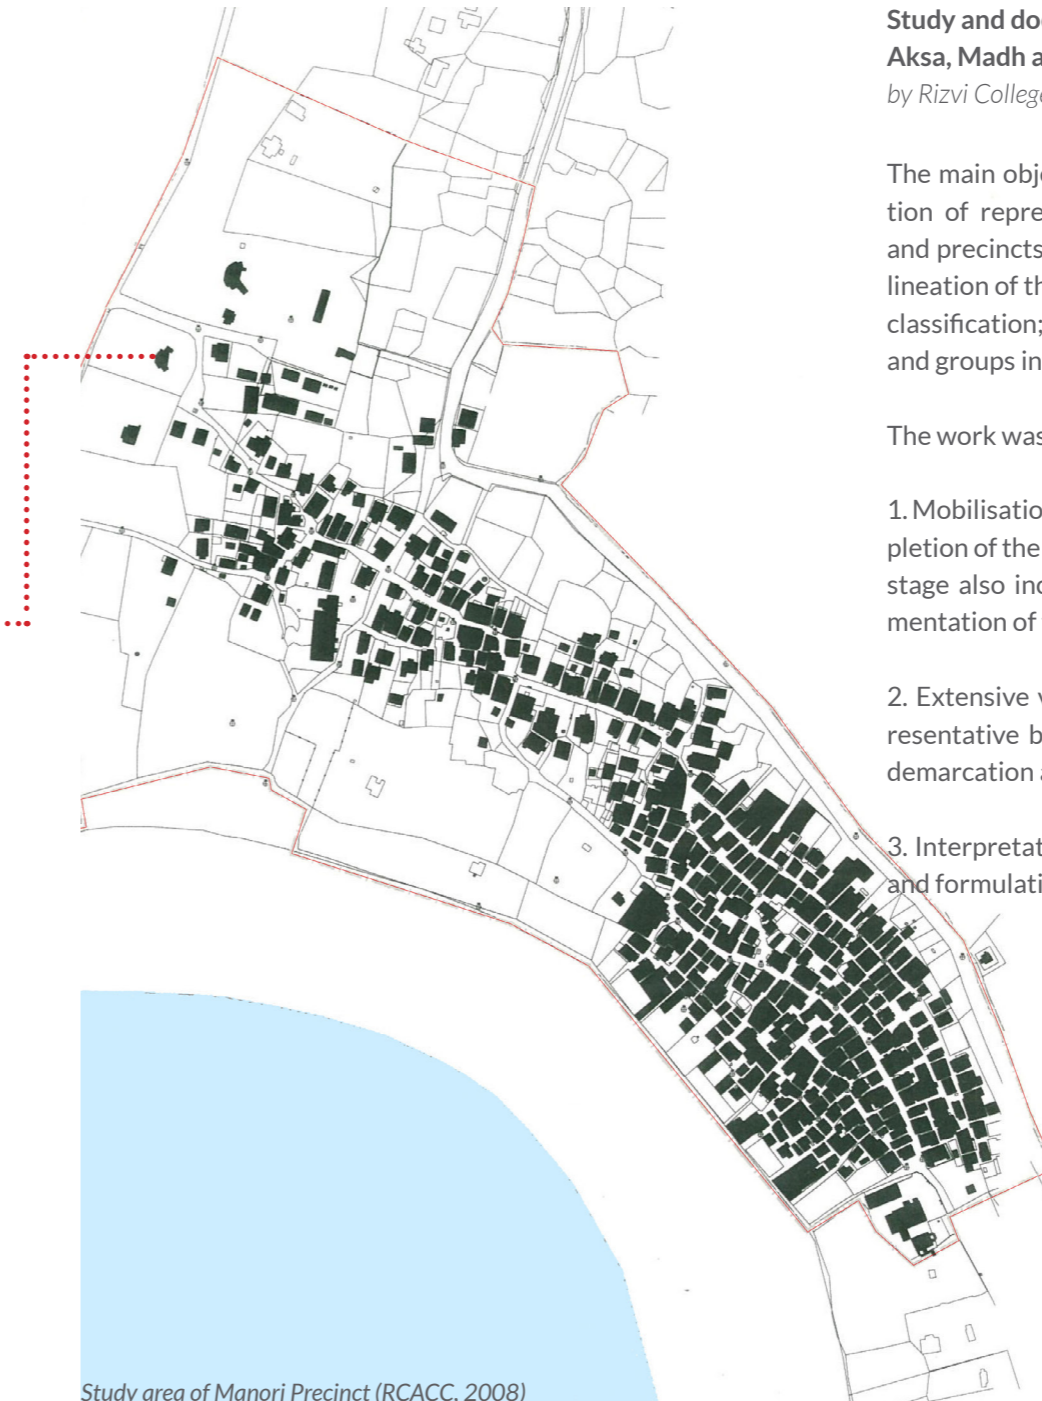 Study and do
Aksa, Madh a
by Rizvi College
The main obj
tion of repre
and precincts
lineation of th
classification;
and groups in
The work was
1. Mobilisatio
pletion of the
stage also inc
mentation of
2. Extensive v
resentative b
demarcation a
3. Interpretat
and formulati
Study area of Manori Precinct (RCACC, 2008)